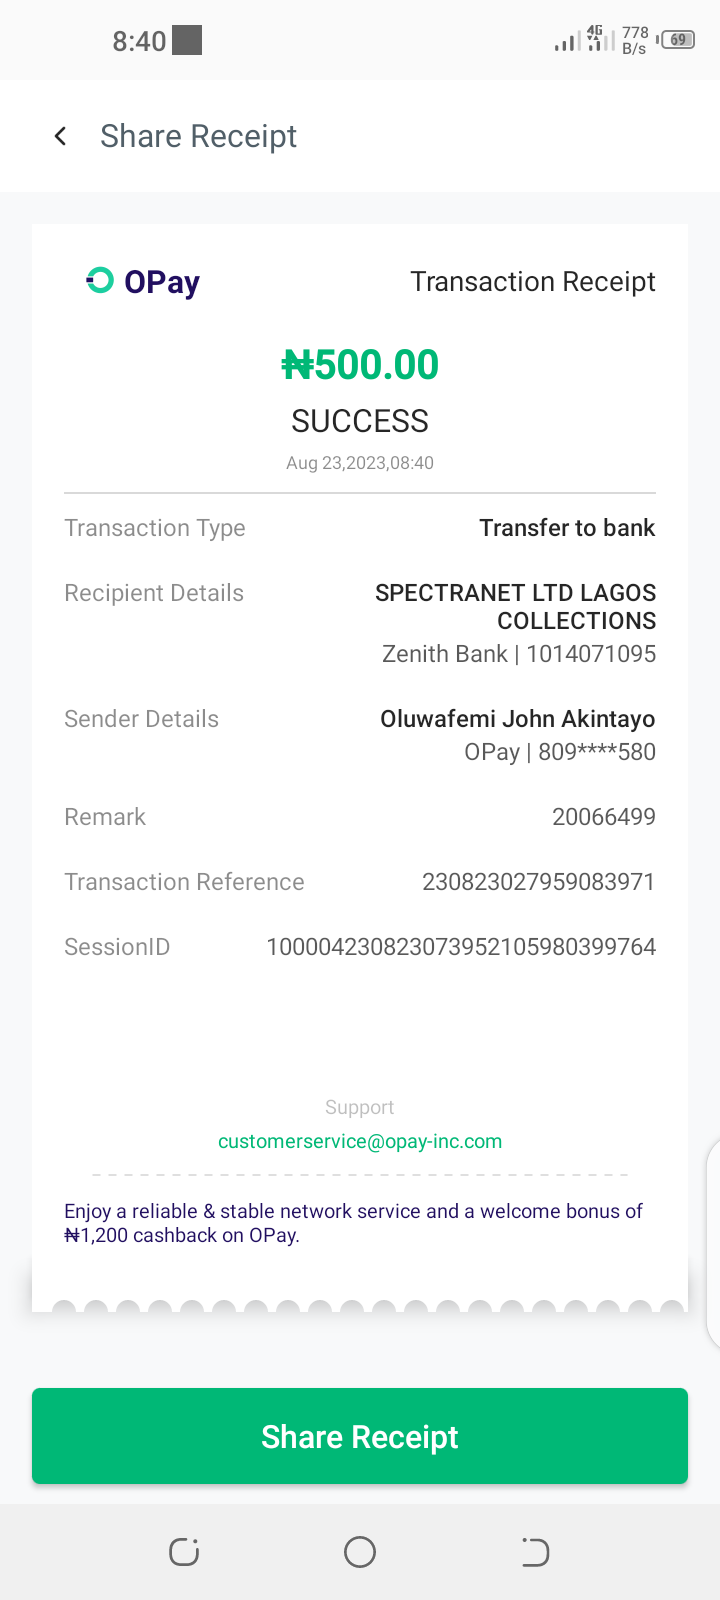 8:40
4G
778
B/s
69
Share Receipt
OPay
Transaction Receipt
₦500.00
SUCCESS
Aug 23,2023,08:40
Transaction Type
Transfer to bank
Recipient Details
SPECTRANET LTD LAGOS
COLLECTIONS
Zenith Bank | 1014071095
Sender Details
Oluwafemi John Akintayo
OPay | 809****580
Remark
20066499
Transaction Reference
230823027959083971
SessionID
100004230823073952105980399764
Support
customerservice@opay-inc.com
Enjoy a reliable & stable network service and a welcome bonus of
₦1,200 cashback on OPay.
Share Receipt